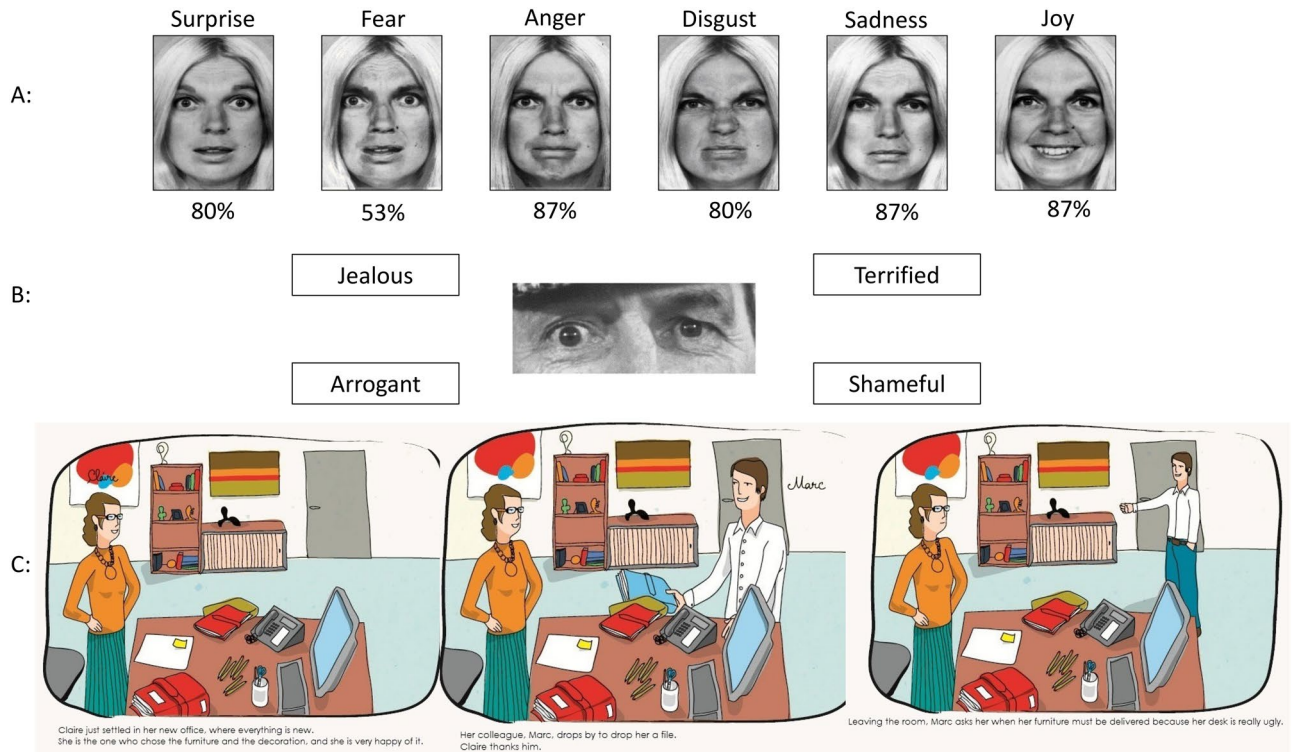 Surprise Fear Anger Disgust Sadness Joy
A:
80% 53% 87% 80% 87% 87%
Jealous Terrified
B:
Arrogant Shameful
Claire
Marc
C:
Claire just settled in her new office, where everything is new.
She is the one who chose the furniture and the decoration, and she is very happy of it.
Her colleague, Marc, drops by to drop her a file.
Claire thanks him.
Leaving the room, Marc asks her when her furniture must be delivered because her desk is really ugly.